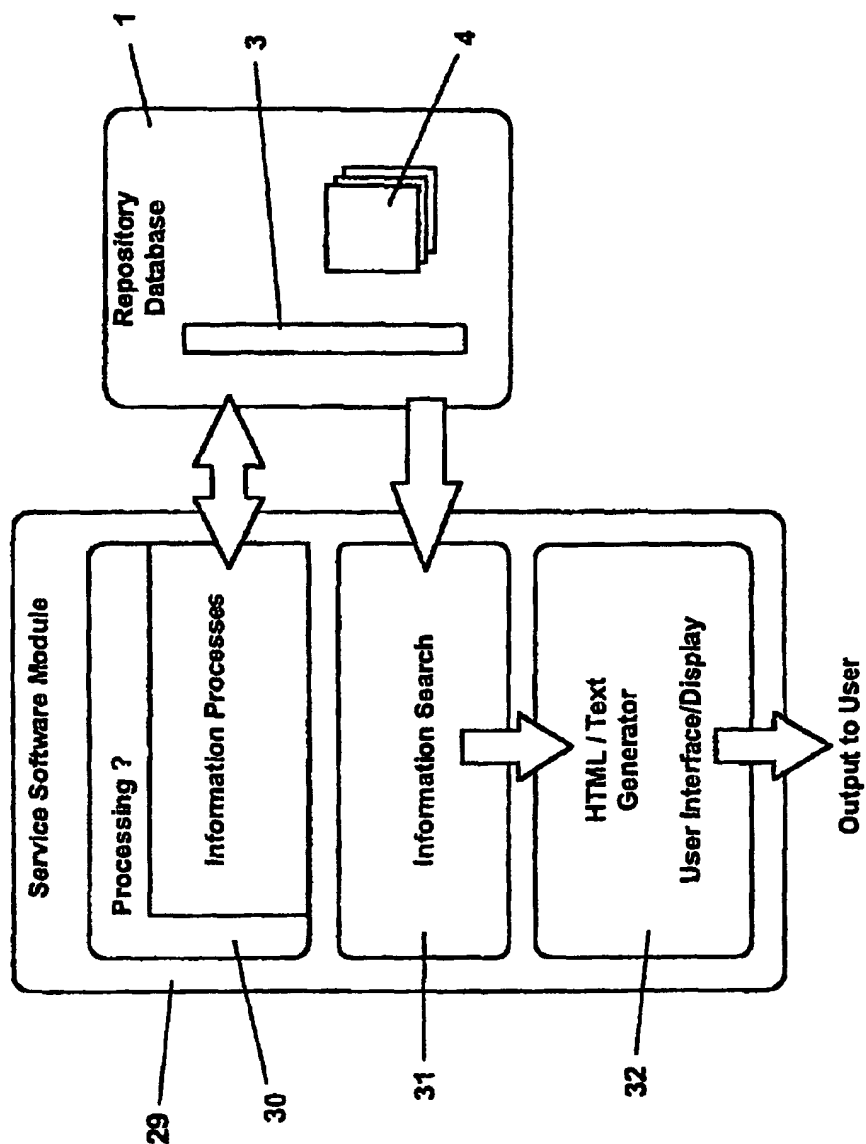 Service Software Module
Processing ?
Information Processes
Information Search
HTML / Text
Generator
User Interface/Display
Output to User
Repository
Database
1
3
4
29
30
31
32